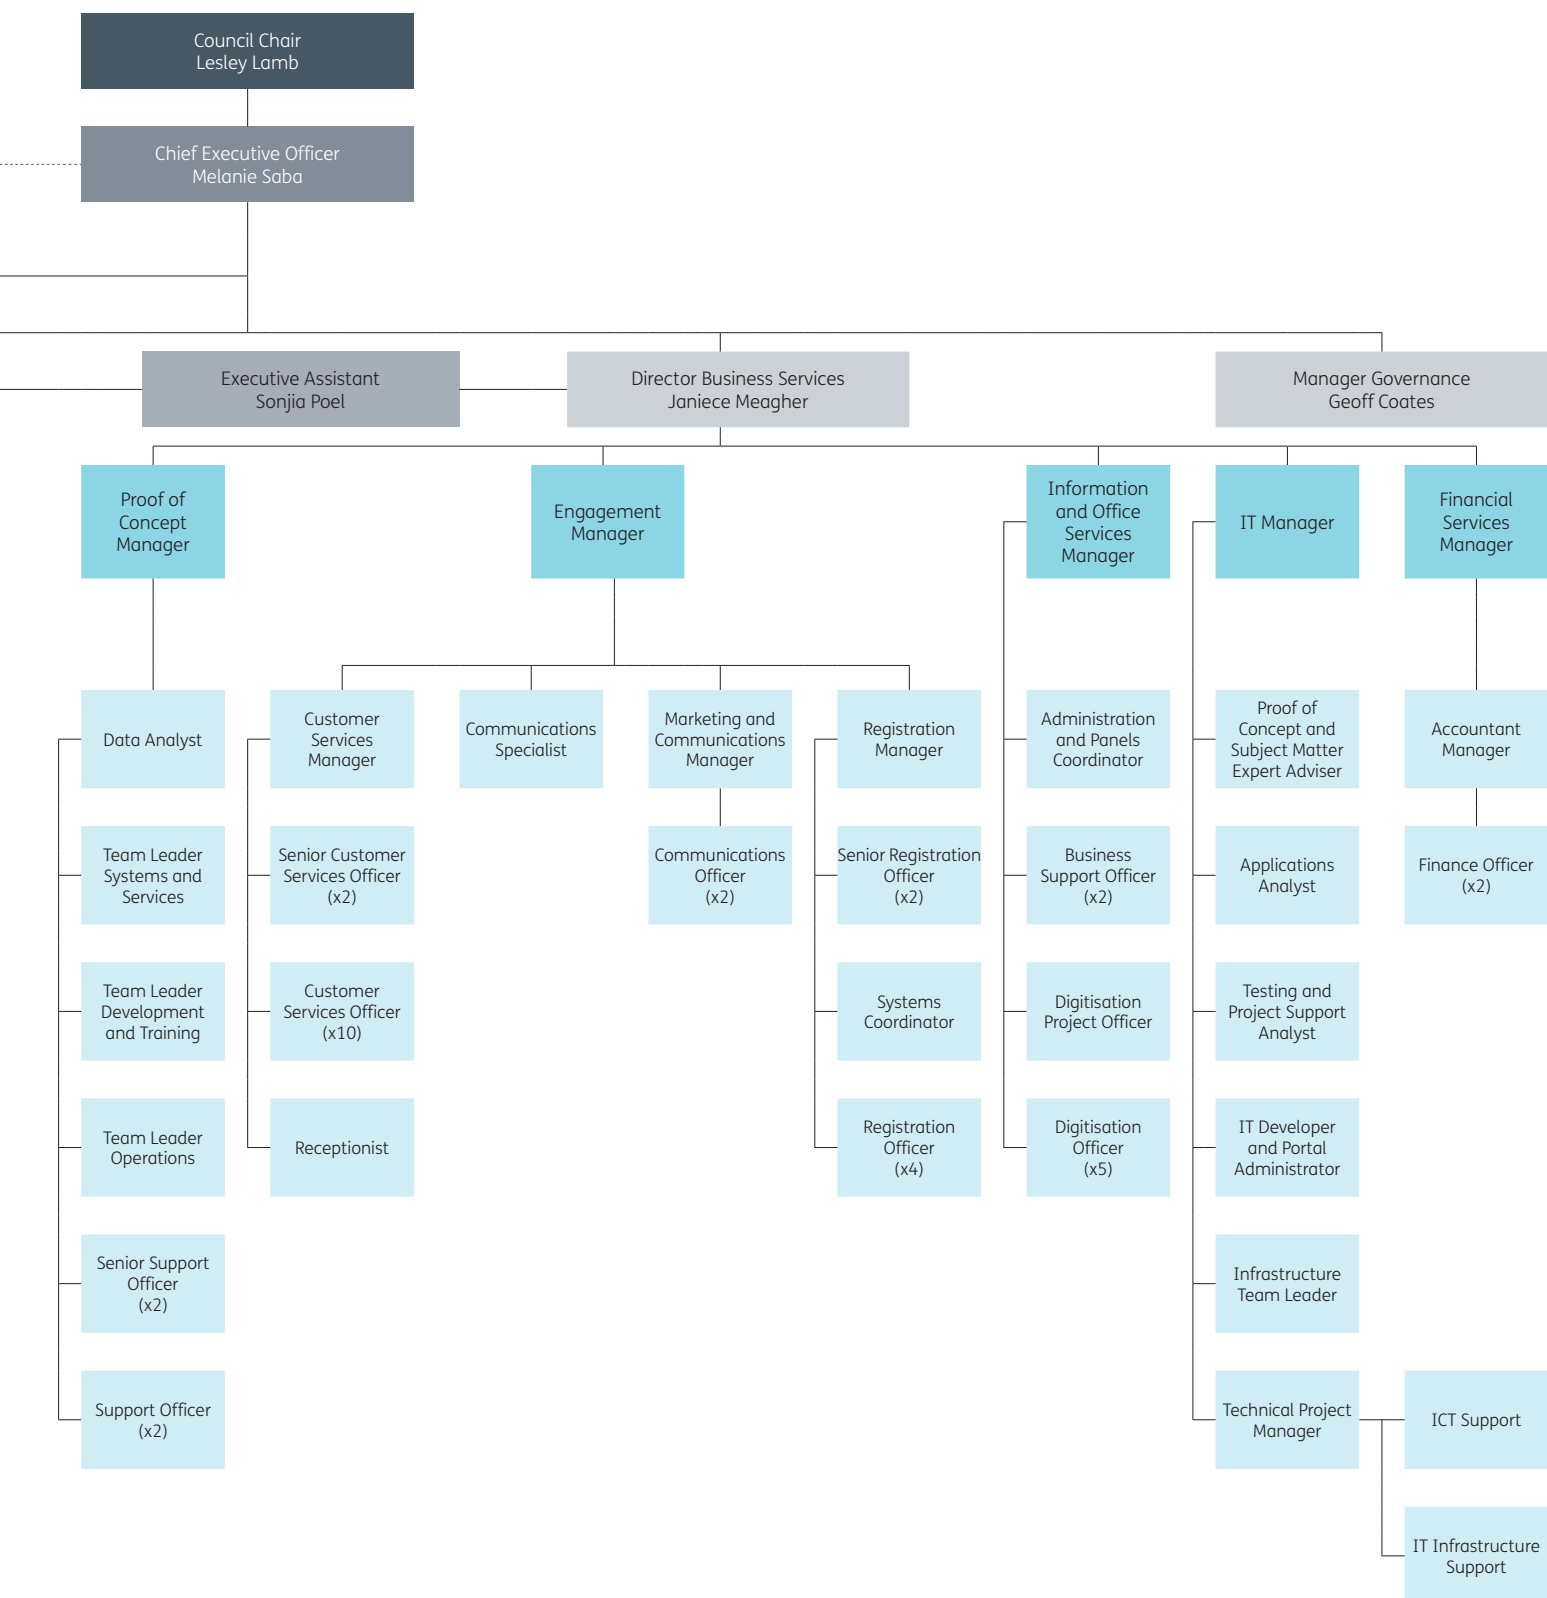 Council Chair
Lesley Lamb
Chief Executive Officer
Melanie Saba
Executive Assistant
Sonjia Poel
Director Business Services
Janiece Meagher
Manager Governance
Geoff Coates
Proof of
Concept
Manager
Engagement
Manager
Information
and Office
Services
Manager
IT Manager
Financial
Services
Manager
Data Analyst
Customer
Services
Manager
Communications
Specialist
Marketing and
Communications
Manager
Registration
Manager
Administration
and Panels
Coordinator
Proof of
Concept and
Subject Matter
Expert Adviser
Accountant
Manager
Team Leader
Systems and
Services
Senior Customer
Services Officer
(x2)
Communications
Officer
(x2)
Senior Registration
Officer
(x2)
Business
Support Officer
(x2)
Applications
Analyst
Finance Officer
(x2)
Team Leader
Development
and Training
Customer
Services Officer
(x10)
Systems
Coordinator
Digitisation
Project Officer
Testing and
Project Support
Analyst
Team Leader
Operations
Receptionist
Registration
Officer
(x4)
Digitisation
Officer
(x5)
IT Developer
and Portal
Administrator
Senior Support
Officer
(x2)
Infrastructure
Team Leader
Support Officer
(x2)
Technical Project
Manager
ICT Support
IT Infrastructure
Support